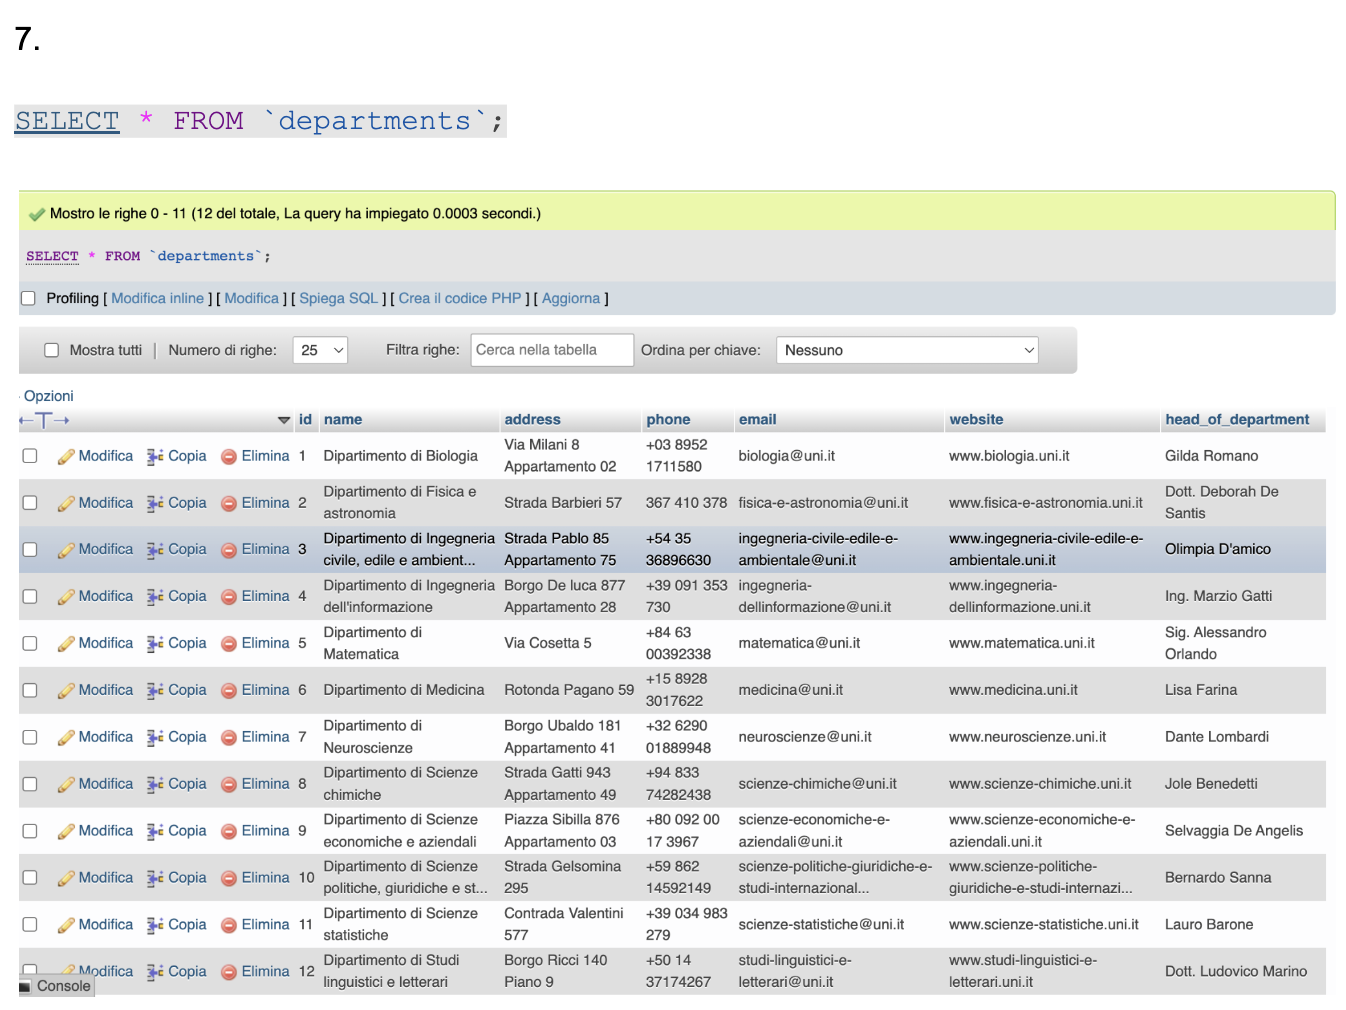 7.
SELECT * FROM `departments`;
Mostro le righe 0 - 11 (12 del totale, La query ha impiegato 0.0003 secondi.)
SELECT * FROM `departments`;
Profiling [ Modifica inline ] [ Modifica ] [ Spiega SQL ] [ Crea il codice PHP ] [ Aggiorna ]
Mostra tutti | Numero di righe: 25 Filtra righe: Cerca nella tabella Ordina per chiave: Nessuno
Opzioni
←T→ id name address phone email website head_of_department
Modifica Copia Elimina 1 Dipartimento di Biologia Via Milani 8 Appartamento 02 +03 8952 1711580 biologia@uni.it www.biologia.uni.it Gilda Romano
Modifica Copia Elimina 2 Dipartimento di Fisica e astronomia Strada Barbieri 57 367 410 378 fisica-e-astronomia@uni.it www.fisica-e-astronomia.uni.it Dott. Deborah De Santis
Modifica Copia Elimina 3 Dipartimento di Ingegneria civile, edile e ambient... Strada Pablo 85 Appartamento 75 +54 35 36896630 ingegneria-civile-edile-e-ambientale@uni.it www.ingegneria-civile-edile-e-ambientale.uni.it Olimpia D'amico
Modifica Copia Elimina 4 Dipartimento di Ingegneria dell'informazione Borgo De luca 877 Appartamento 28 +39 091 353 730 ingegneria-dellinformazione@uni.it www.ingegneria-dellinformazione.uni.it Ing. Marzio Gatti
Modifica Copia Elimina 5 Dipartimento di Matematica Via Cosetta 5 +84 63 00392338 matematica@uni.it www.matematica.uni.it Sig. Alessandro Orlando
Modifica Copia Elimina 6 Dipartimento di Medicina Rotonda Pagano 59 +15 8928 3017622 medicina@uni.it www.medicina.uni.it Lisa Farina
Modifica Copia Elimina 7 Dipartimento di Neuroscienze Borgo Ubaldo 181 Appartamento 41 +32 6290 01889948 neuroscienze@uni.it www.neuroscienze.uni.it Dante Lombardi
Modifica Copia Elimina 8 Dipartimento di Scienze chimiche Strada Gatti 943 Appartamento 49 +94 833 74282438 scienze-chimiche@uni.it www.scienze-chimiche.uni.it Jole Benedetti
Modifica Copia Elimina 9 Dipartimento di Scienze economiche e aziendali Piazza Sibilla 876 Appartamento 03 +80 092 00 17 3967 scienze-economiche-e-aziendali@uni.it www.scienze-economiche-e-aziendali.uni.it Selvaggia De Angelis
Modifica Copia Elimina 10 Dipartimento di Scienze politiche, giuridiche e st... Strada Gelsomina 295 +59 862 14592149 scienze-politiche-giuridiche-e-studi-internazional... www.scienze-politiche-giuridiche-e-studi-internazi... Bernardo Sanna
Modifica Copia Elimina 11 Dipartimento di Scienze statistiche Contrada Valentini 577 +39 034 983 279 scienze-statistiche@uni.it www.scienze-statistiche.uni.it Lauro Barone
Modifica Copia Elimina 12 Dipartimento di Studi linguistici e letterari Borgo Ricci 140 Piano 9 +50 14 37174267 studi-linguistici-e-letterari@uni.it www.studi-linguistici-e-letterari.uni.it Dott. Ludovico Marino
Console